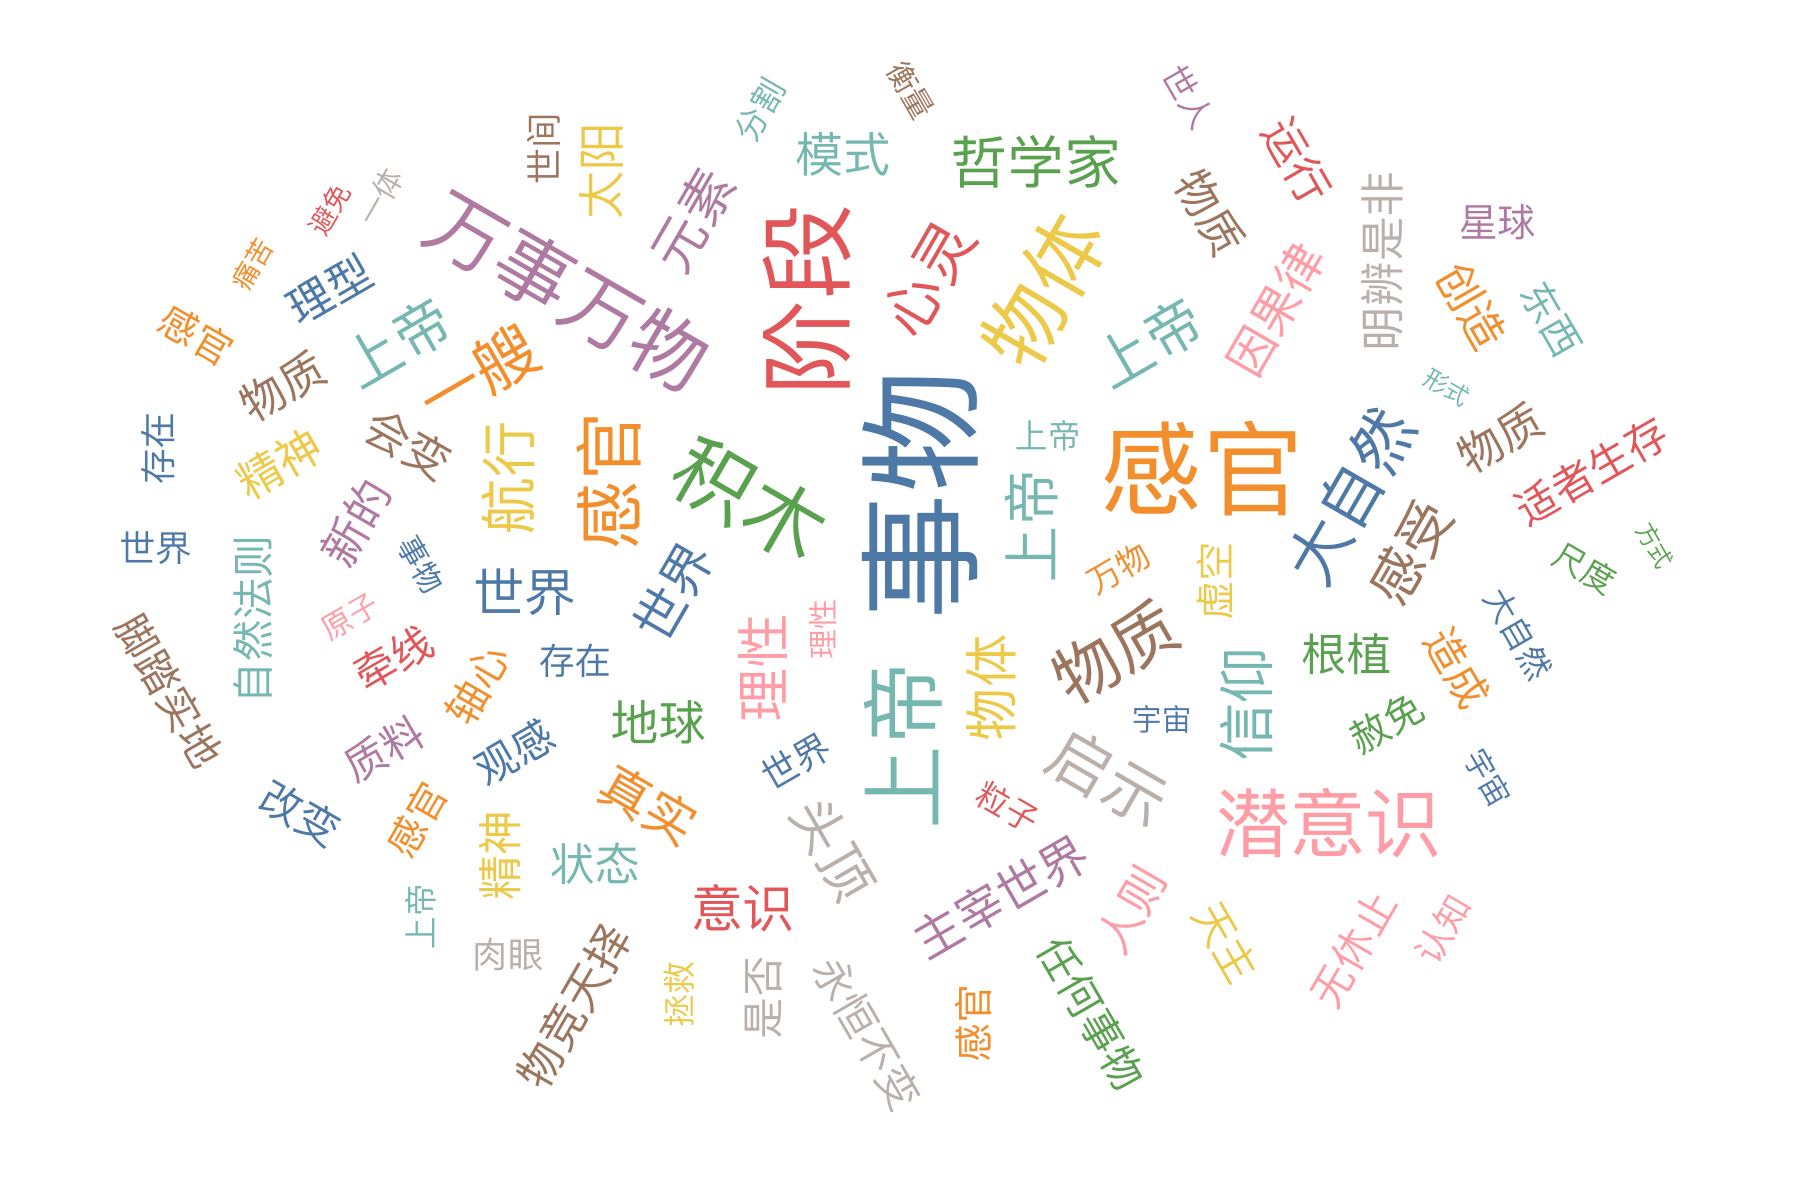 衡量
世人
分割
世间
太阳
模式
哲学家
运行
避免
一体
元素
物质
明辨是非
星球
痛苦
理型
万事万物
阶段
心灵
物体
因果律
创造
东西
感官
上帝
上帝
形式
物质
一艘
存在
精神
会变
航行
感官
积木
事物
上帝
感官
大自然
物质
适者生存
新的
上帝
感受
方式
世界
自然法则
事物
世界
世界
万物
虚空
尺度
原子
理性
理性
物质
大自然
脚踏实地
牵线
轴心
存在
上帝
物体
信仰
根植
造成
质料
观感
地球
世界
宇宙
赦免
宇宙
改变
感官
真实
启示
粒子
潜意识
精神
状态
头顶
上帝
意识
主宰世界
人则
天主
无休止
认知
肉眼
物竞天择
拯救
是否
永恒不变
感官
任何事物